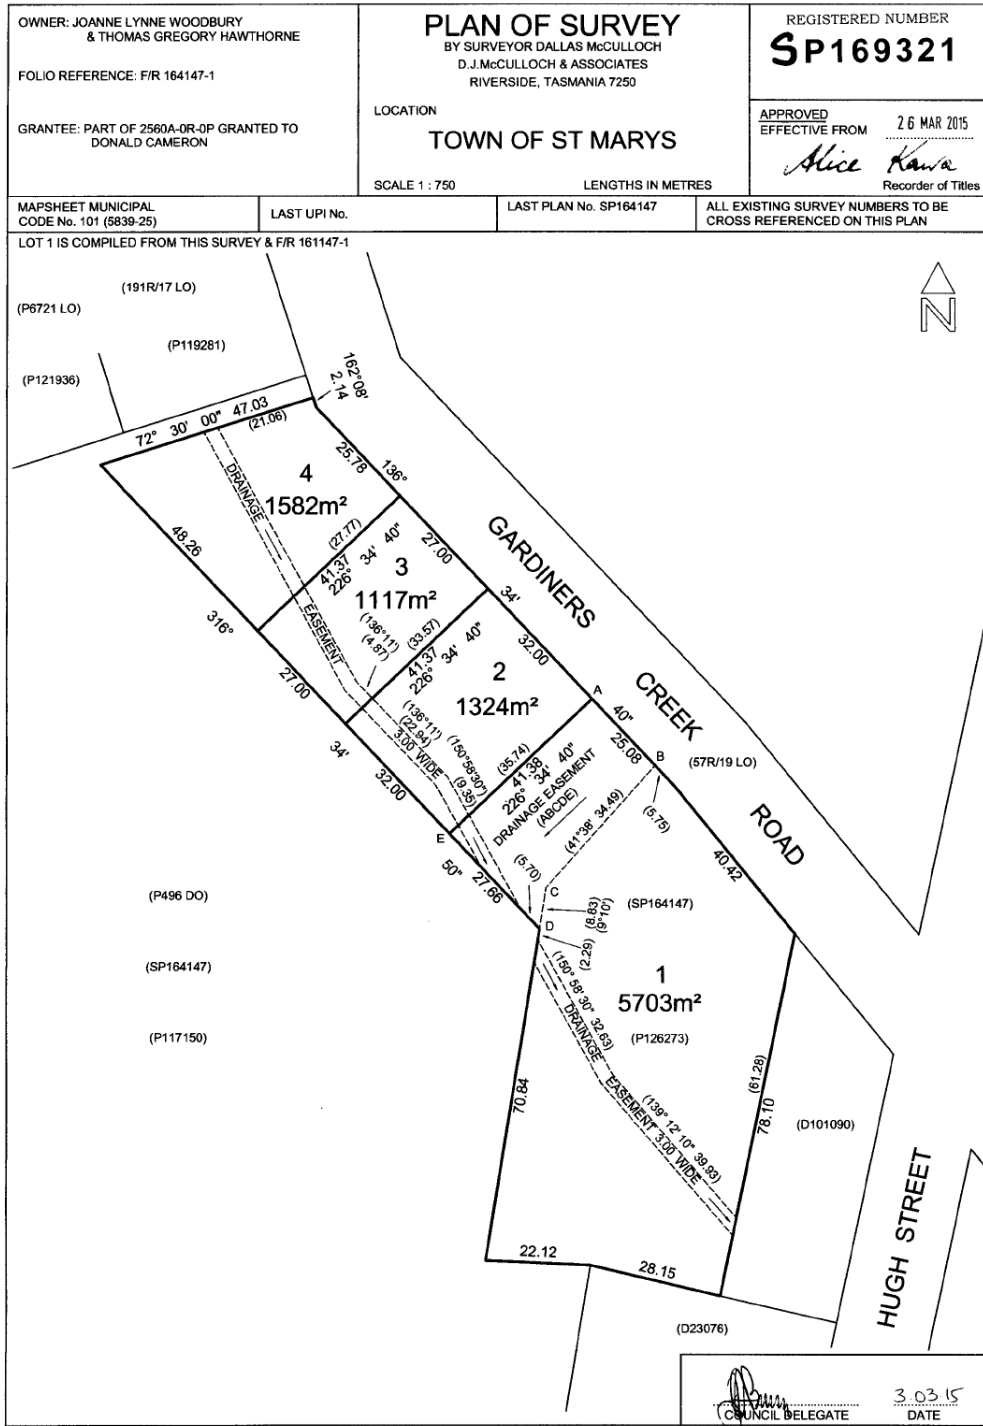 OWNER: JOANNE LYNNE WOODBURY
& THOMAS GREGORY HAWTHORNE
FOLIO REFERENCE: F/R 164147-1
GRANTEE: PART OF 2560A-0R-0P GRANTED TO
DONALD CAMERON
PLAN OF SURVEY
BY SURVEYOR DALLAS McCULLOCH
D.J.McCULLOCH & ASSOCIATES
RIVERSIDE, TASMANIA 7250
LOCATION
TOWN OF ST MARYS
SCALE 1 : 750
LENGTHS IN METRES
REGISTERED NUMBER
SP169321
APPROVED
EFFECTIVE FROM
26 MAR 2015
Alice Kawa
Recorder of Titles
MAPSHEET MUNICIPAL
CODE No. 101 (5839-25)
LAST UPI No.
LAST PLAN No. SP164147
ALL EXISTING SURVEY NUMBERS TO BE
CROSS REFERENCED ON THIS PLAN
LOT 1 IS COMPILED FROM THIS SURVEY & F/R 161147-1
(191R/17 LO)
(P6721 LO)
(P119281)
(P121936)
N
162°08'
2.14
72° 30' 00" 47.03
(21.06)
25.78
136°
4
1582m²
DRAINAGE
48.26
(27.77)
41.37
226° 34' 40"
27.00
GARDINERS
3
1117m²
34'
EASEMENT
(136°11')
(4.87)
316°
27.00
(33.57)
41.37
226° 34' 40"
32.00
2
1324m²
A
40"
CREEK
(136°11')
(22.94)
3.00 WIDE
(150°58'30")
(9.35)
34'
32.00
(35.74)
41.38
226° 34' 40"
DRAINAGE EASEMENT
(ABCDE)
25.08
B
(57R/19 LO)
(41°38' 34.49)
(5.75)
ROAD
40.42
E
50"
27.66
(5.70)
C
(8.83)
(9°10')
(SP164147)
D
(2.29)
(P496 DO)
(SP164147)
(P117150)
1
5703m²
(P126273)
(150° 58' 30" 32.63)
DRAINAGE
EASEMENT 3.00 WIDE
(139° 12' 10" 39.93)
70.84
(61.28)
78.10
(D101090)
HUGH STREET
22.12
28.15
(D23076)
COUNCIL DELEGATE
3.03.15
DATE